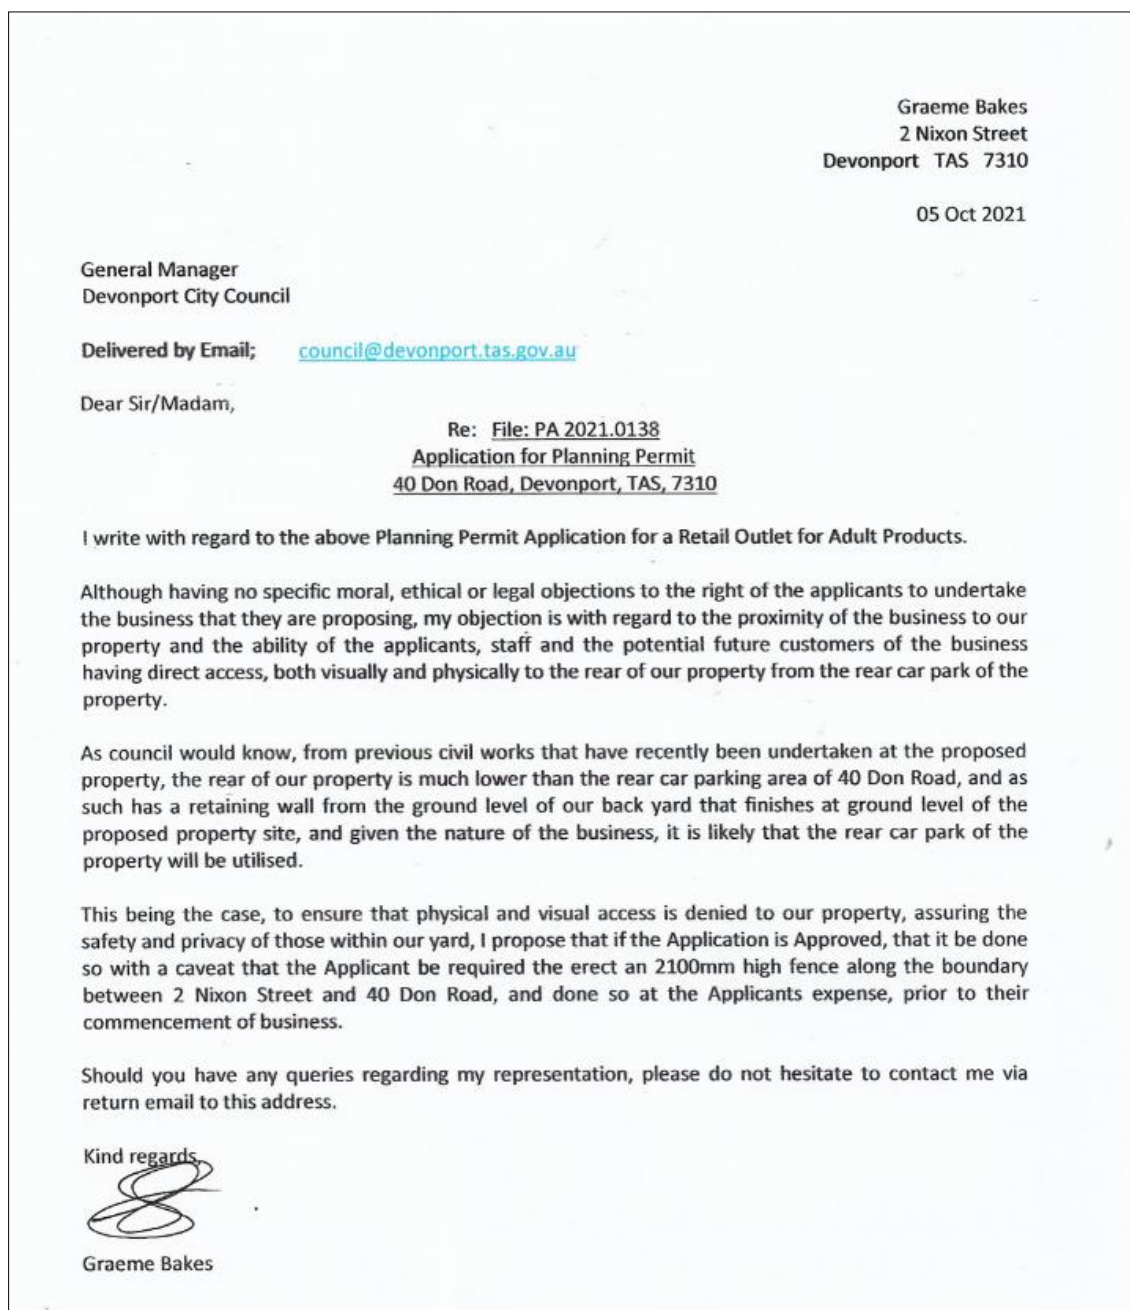 Graeme Bakes
2 Nixon Street
Devonport TAS 7310
05 Oct 2021
General Manager
Devonport City Council
Delivered by Email; council@devonport.tas.gov.au
Dear Sir/Madam,
Re: File: PA 2021.0138
Application for Planning Permit
40 Don Road, Devonport, TAS, 7310
I write with regard to the above Planning Permit Application for a Retail Outlet for Adult Products.
Although having no specific moral, ethical or legal objections to the right of the applicants to undertake
the business that they are proposing, my objection is with regard to the proximity of the business to our
property and the ability of the applicants, staff and the potential future customers of the business
having direct access, both visually and physically to the rear of our property from the rear car park of the
property.
As council would know, from previous civil works that have recently been undertaken at the proposed
property, the rear of our property is much lower than the rear car parking area of 40 Don Road, and as
such has a retaining wall from the ground level of our back yard that finishes at ground level of the
proposed property site, and given the nature of the business, it is likely that the rear car park of the
property will be utilised.
This being the case, to ensure that physical and visual access is denied to our property, assuring the
safety and privacy of those within our yard, I propose that if the Application is Approved, that it be done
so with a caveat that the Applicant be required the erect an 2100mm high fence along the boundary
between 2 Nixon Street and 40 Don Road, and done so at the Applicants expense, prior to their
commencement of business.
Should you have any queries regarding my representation, please do not hesitate to contact me via
return email to this address.
Kind regards,
Graeme Bakes